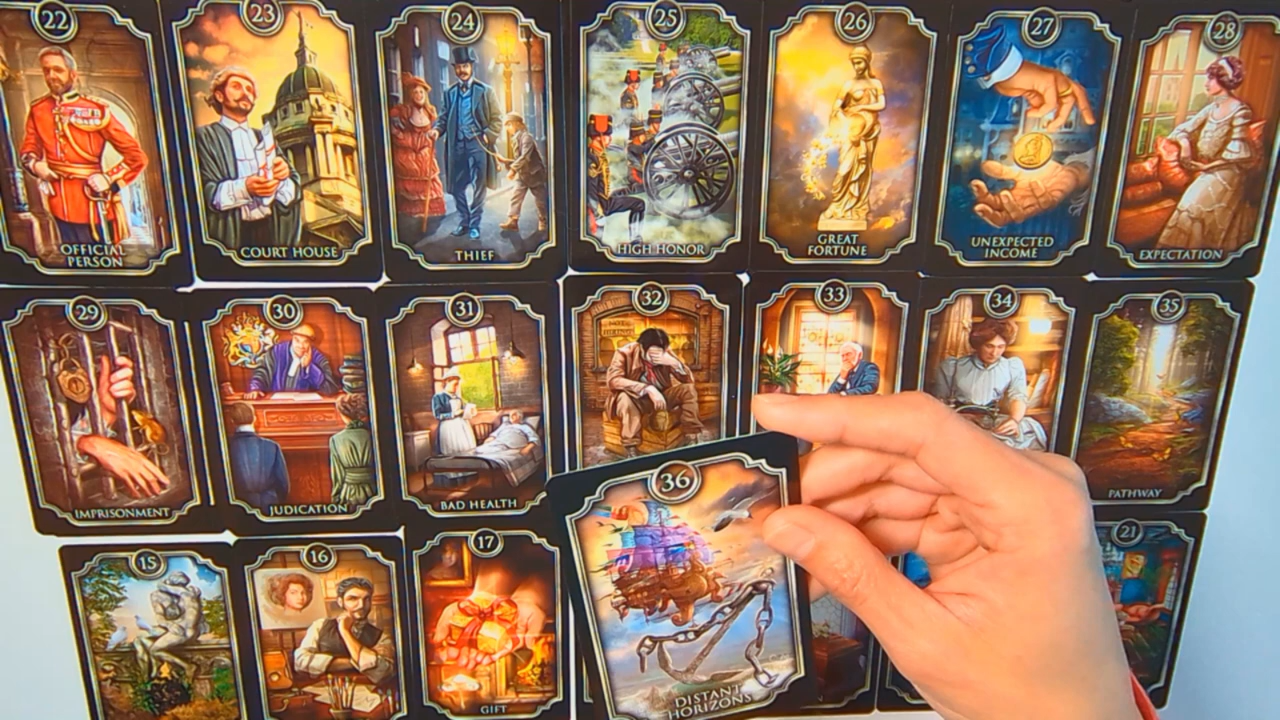 22
OFFICIAL
PERSON
23
COURT HOUSE
24
THIEF
25
HIGH HONOR
26
GREAT
FORTUNE
27
UNEXPECTED
INCOME
28
EXPECTATION
29
IMPRISONMENT
30
JUDICATION
31
BAD HEALTH
32
33
34
35
PATHWAY
36
DISTANT
HORIZONS
15
16
17
GIFT
21